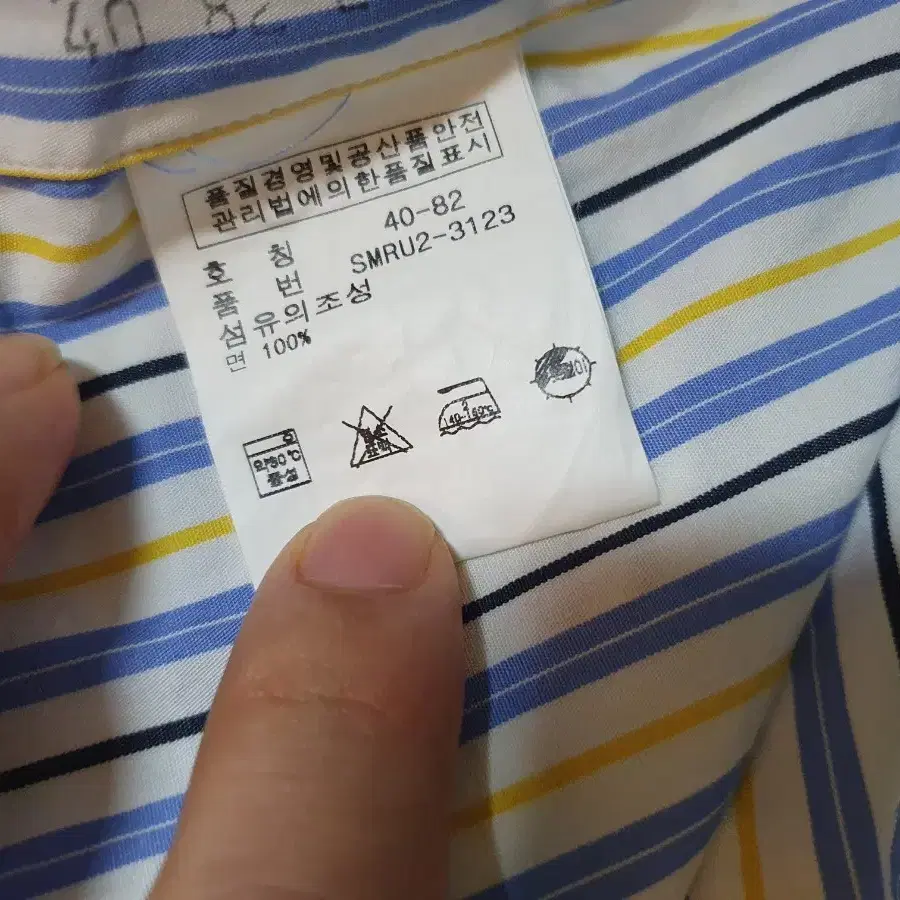 40 82
품질경영및공산품안전
관리법에의한품질표시
호 칭 40-82
품 번 SMRU2-3123
섬유의조성
면 100%
약30℃
중성
140~160℃